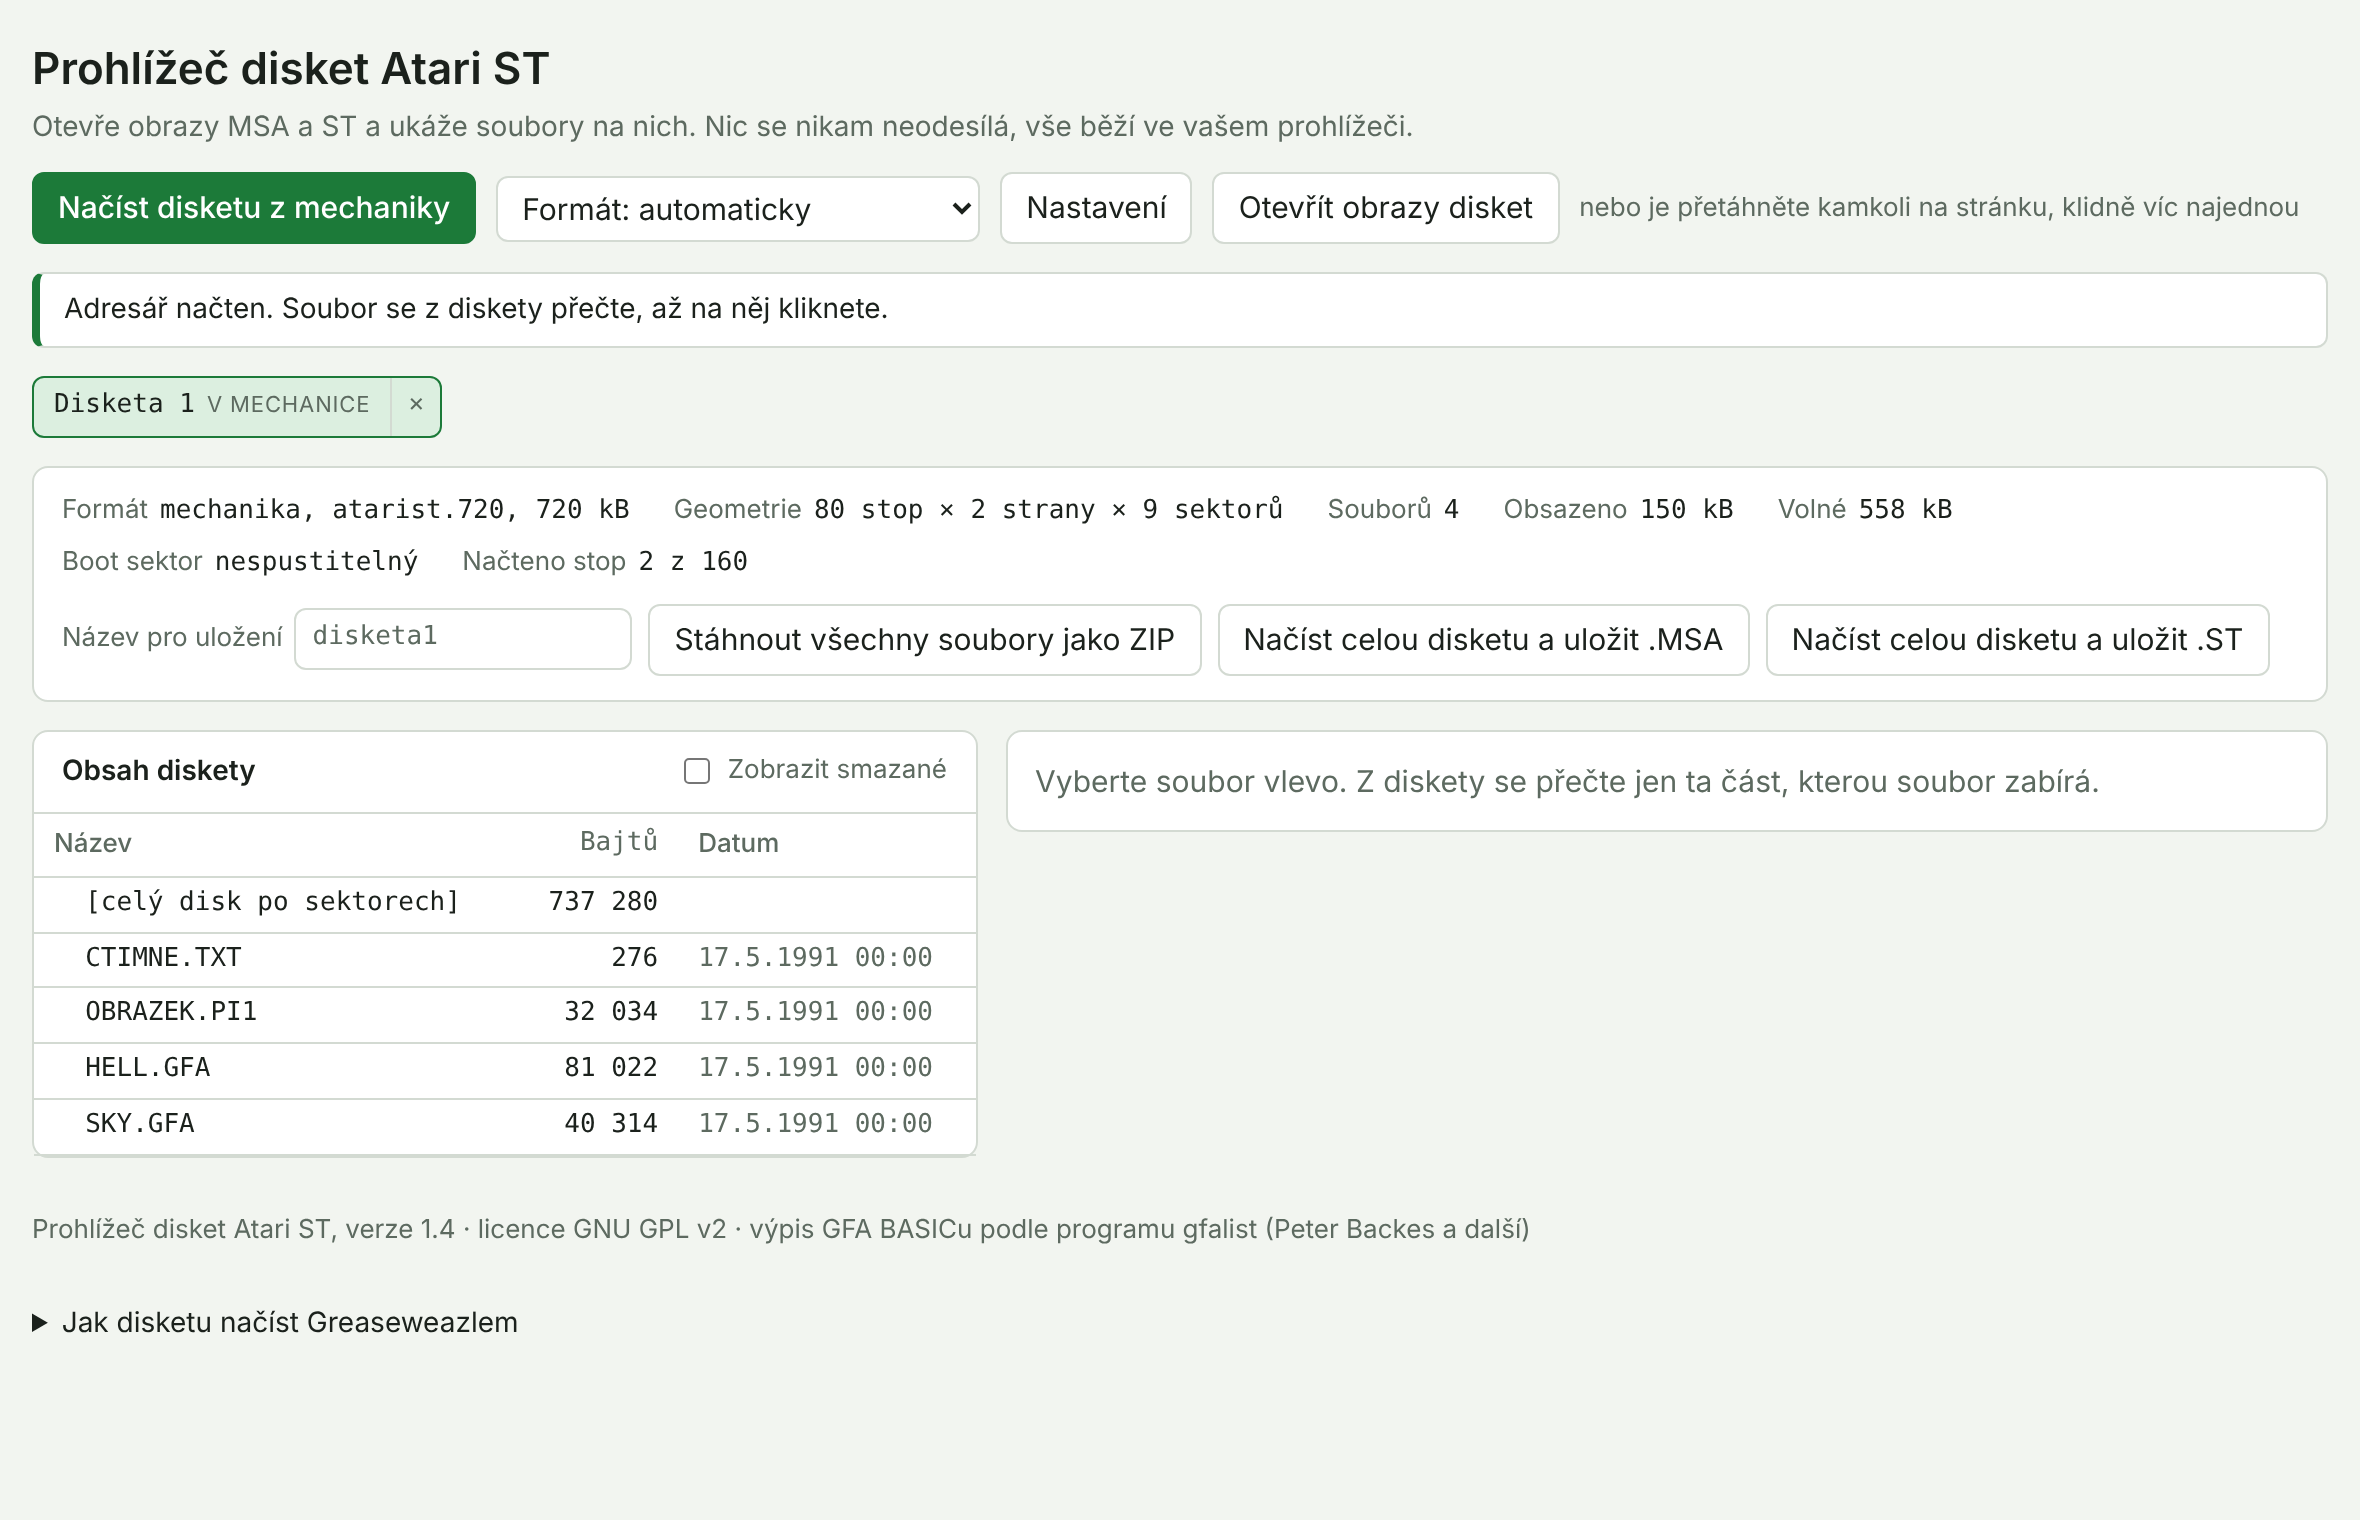 Prohlížeč disket Atari ST
Otevře obrazy MSA a ST a ukáže soubory na nich. Nic se nikam neodesílá, vše běží ve vašem prohlížeči.
Načíst disketu z mechaniky Formát: automaticky Nastavení Otevřít obrazy disket nebo je přetáhněte kamkoli na stránku, klidně víc najednou
Adresář načten. Soubor se z diskety přečte, až na něj kliknete.
Disketa 1 V MECHANICE ×
Formát mechanika, atarist.720, 720 kB Geometrie 80 stop × 2 strany × 9 sektorů Souborů 4 Obsazeno 150 kB Volné 558 kB
Boot sektor nespustitelný Načteno stop 2 z 160
Název pro uložení disketa1 Stáhnout všechny soubory jako ZIP Načíst celou disketu a uložit .MSA Načíst celou disketu a uložit .ST
Obsah diskety Zobrazit smazané
Název Bajtů Datum
[celý disk po sektorech] 737 280
CTIMNE.TXT 276 17.5.1991 00:00
OBRAZEK.PI1 32 034 17.5.1991 00:00
HELL.GFA 81 022 17.5.1991 00:00
SKY.GFA 40 314 17.5.1991 00:00
Vyberte soubor vlevo. Z diskety se přečte jen ta část, kterou soubor zabírá.
Prohlížeč disket Atari ST, verze 1.4 · licence GNU GPL v2 · výpis GFA BASICu podle programu gfalist (Peter Backes a další)
Jak disketu načíst Greaseweazlem